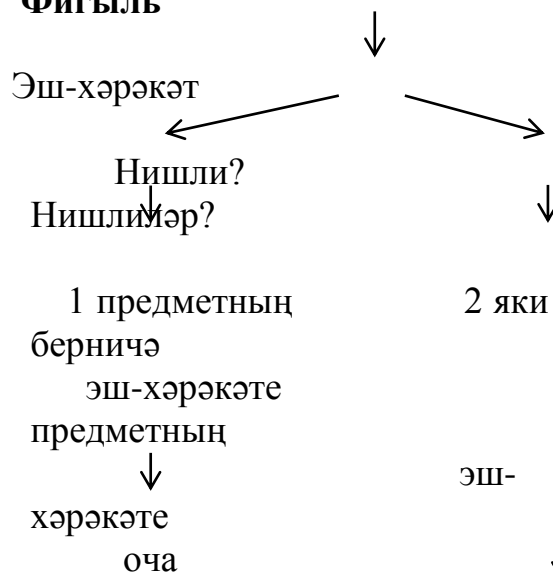 Фигыль
Эш-хәрәкәт
Нишли?
Нишлиләр?
1 предметның 2 яки
берничә
эш-хәрәкәте
предметның
эш-
хәрәкәте
оча